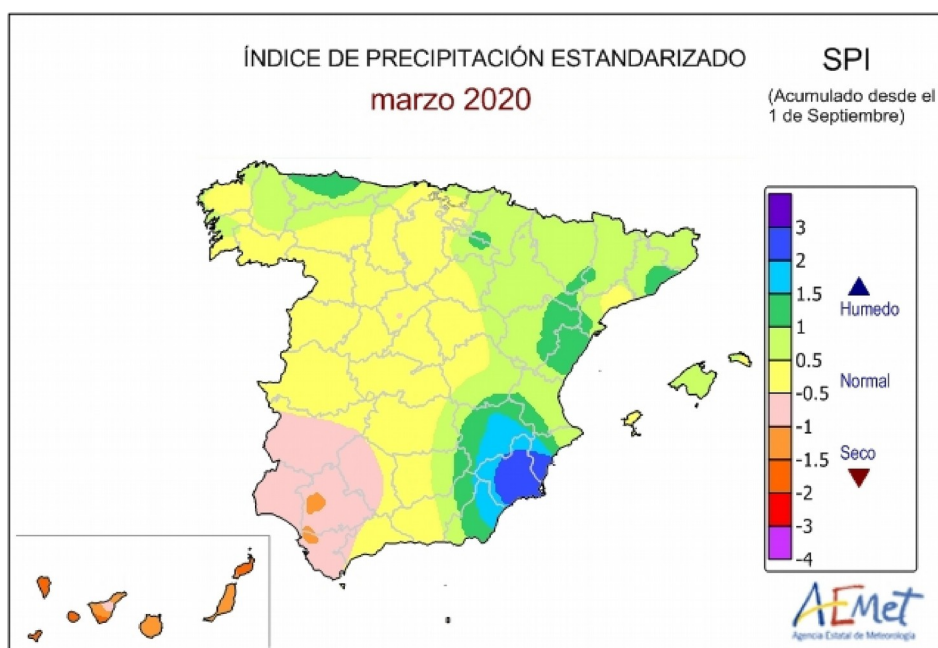 ÍNDICE DE PRECIPITACIÓN ESTANDARIZADO
marzo 2020
SPI
(Acumulado desde el
1 de Septiembre)
3
2
1.5
1
0.5
-0.5
-1
-1.5
-2
-3
-4
Humedo
Normal
Seco
AEMet
Agencia Estatal de Meteorología